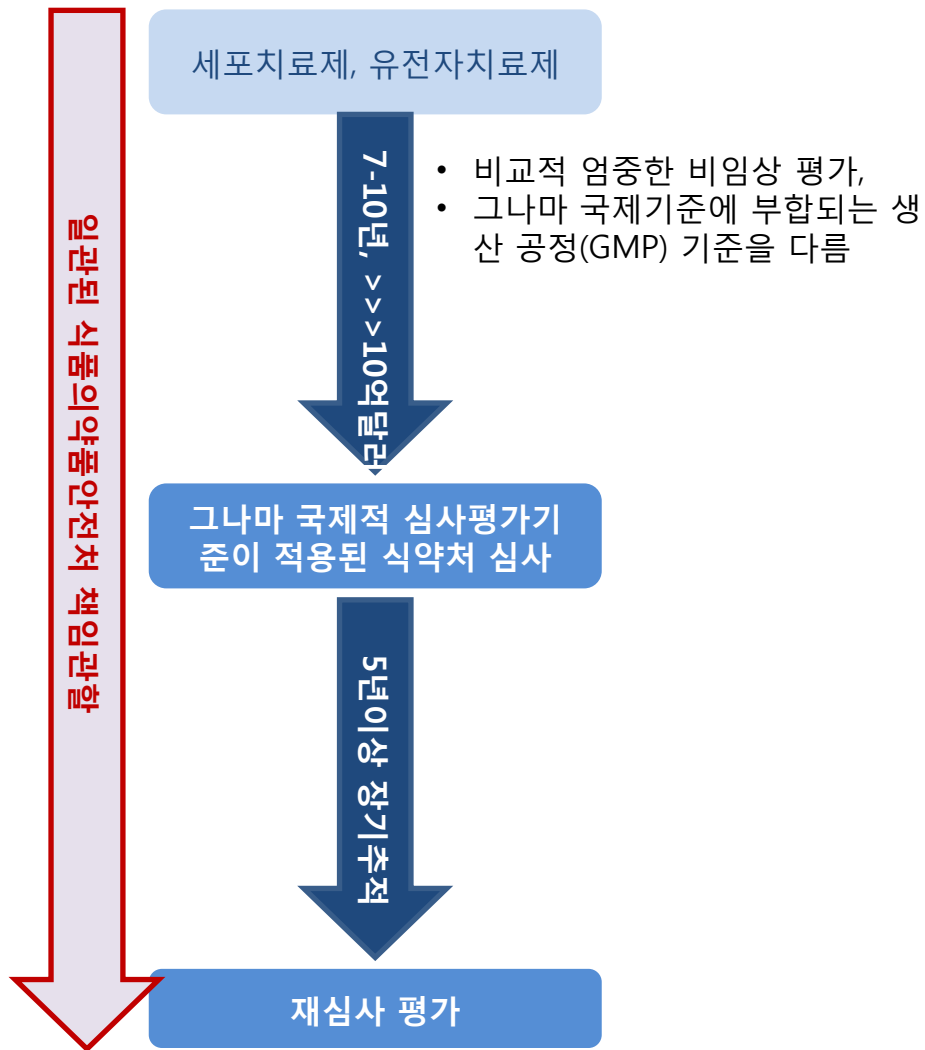 세포치료제, 유전자치료제
7-10년, >>>10억달러
• 비교적 엄중한 비임상 평가,
• 그나마 국제기준에 부합되는 생
산 공정(GMP) 기준을 다름
일관된 식품의약품안전처 책임관할
그나마 국제적 심사평가기
준이 적용된 식약처 심사
5년이상 장기추적
재심사 평가